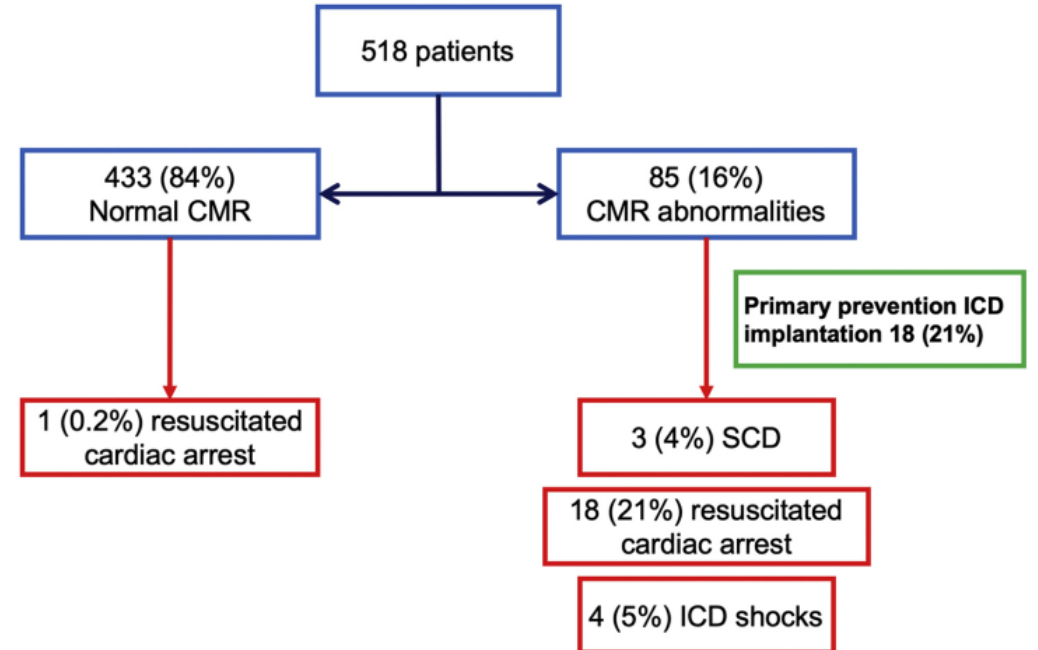 518 patients
433 (84%)
Normal CMR
85 (16%)
CMR abnormalities
Primary prevention ICD
implantation 18 (21%)
1 (0.2%) resuscitated
cardiac arrest
3 (4%) SCD
18 (21%) resuscitated
cardiac arrest
4 (5%) ICD shocks